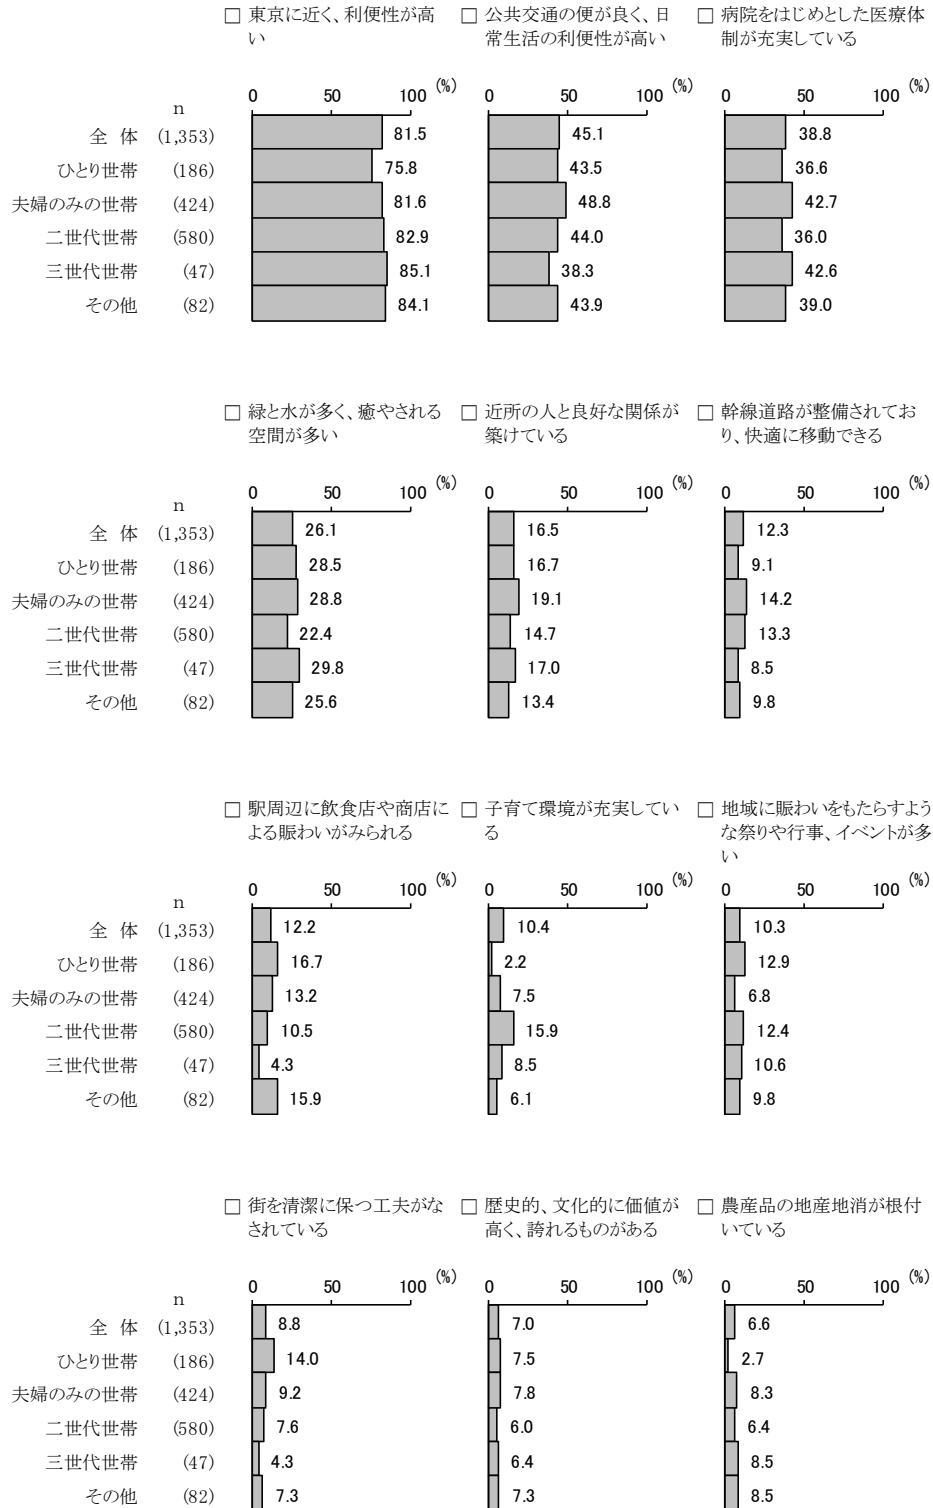 □ 東京に近く、利便性が高
い
□ 公共交通の便が良く、日
常生活の利便性が高い
□ 病院をはじめとした医療体
制が充実している
n 0 50 100 (%) 0 50 100 (%) 0 50 100 (%)
全 体 (1,353) 81.5 45.1 38.8
ひとり世帯 (186) 75.8 43.5 36.6
夫婦のみの世帯 (424) 81.6 48.8 42.7
二世代世帯 (580) 82.9 44.0 36.0
三世代世帯 (47) 85.1 38.3 42.6
その他 (82) 84.1 43.9 39.0
□ 緑と水が多く、癒やされる
空間が多い
□ 近所の人と良好な関係が
築けている
□ 幹線道路が整備されてお
り、快適に移動できる
n 0 50 100 (%) 0 50 100 (%) 0 50 100 (%)
全 体 (1,353) 26.1 16.5 12.3
ひとり世帯 (186) 28.5 16.7 9.1
夫婦のみの世帯 (424) 28.8 19.1 14.2
二世代世帯 (580) 22.4 14.7 13.3
三世代世帯 (47) 29.8 17.0 8.5
その他 (82) 25.6 13.4 9.8
□ 駅周辺に飲食店や商店に
よる賑わいがみられる
□ 子育て環境が充実してい
る
□ 地域に賑わいをもたらすよう
な祭りや行事、イベントが多
い
n 0 50 100 (%) 0 50 100 (%) 0 50 100 (%)
全 体 (1,353) 12.2 10.4 10.3
ひとり世帯 (186) 16.7 2.2 12.9
夫婦のみの世帯 (424) 13.2 7.5 6.8
二世代世帯 (580) 10.5 15.9 12.4
三世代世帯 (47) 4.3 8.5 10.6
その他 (82) 15.9 6.1 9.8
□ 街を清潔に保つ工夫がな
されている
□ 歴史的、文化的に価値が
高く、誇れるものがある
□ 農産品の地産地消が根付
いている
n 0 50 100 (%) 0 50 100 (%) 0 50 100 (%)
全 体 (1,353) 8.8 7.0 6.6
ひとり世帯 (186) 14.0 7.5 2.7
夫婦のみの世帯 (424) 9.2 7.8 8.3
二世代世帯 (580) 7.6 6.0 6.4
三世代世帯 (47) 4.3 6.4 8.5
その他 (82) 7.3 7.3 8.5